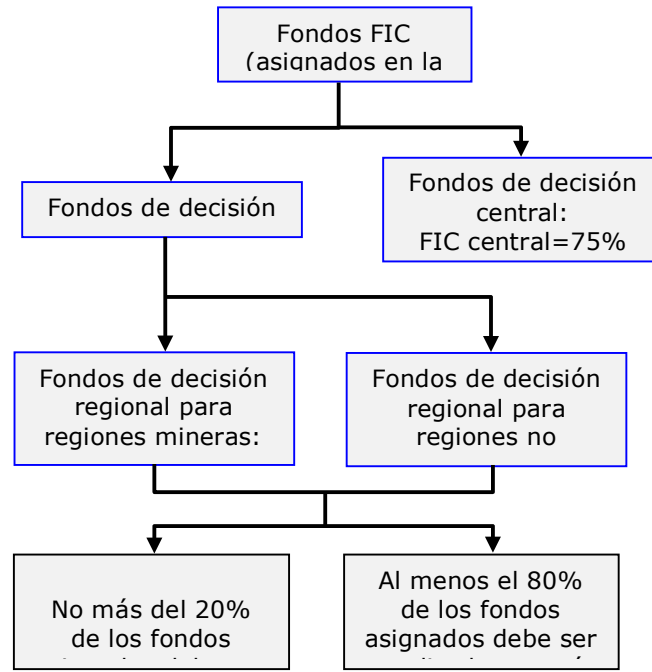 Fondos FIC
(asignados en la
Fondos de decisión
Fondos de decisión
central:
FIC central=75%
Fondos de decisión
regional para
regiones mineras:
Fondos de decisión
regional para
regiones no
No más del 20%
de los fondos
Al menos el 80%
de los fondos
asignados debe ser